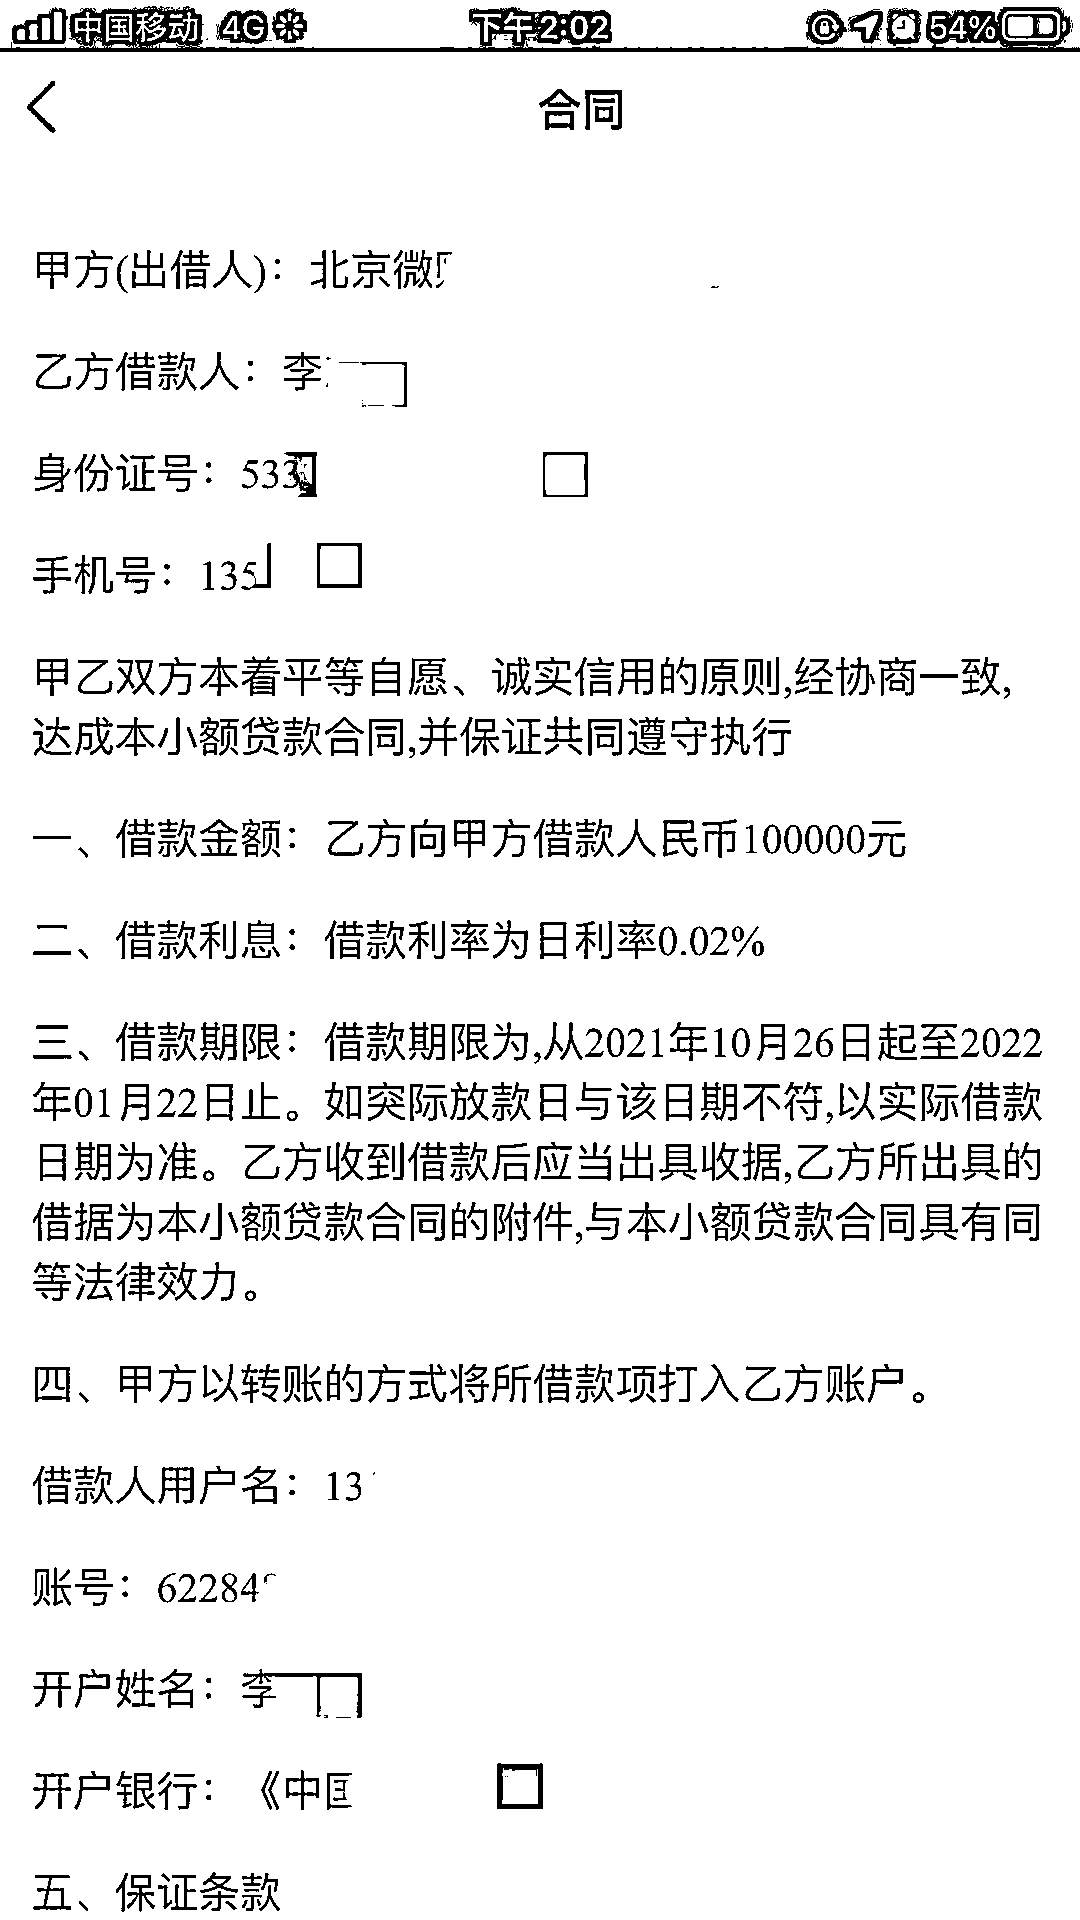 中国移动 4G 下午2:02 54%
合同
甲方(出借人)：北京微
乙方借款人：李
身份证号：533
手机号：135
甲乙双方本着平等自愿、诚实信用的原则,经协商一致,
达成本小额贷款合同,并保证共同遵守执行
一、借款金额：乙方向甲方借款人民币100000元
二、借款利息：借款利率为日利率0.02%
三、借款期限：借款期限为,从2021年10月26日起至2022
年01月22日止。如突际放款日与该日期不符,以实际借款
日期为准。乙方收到借款后应当出具收据,乙方所出具的
借据为本小额贷款合同的附件,与本小额贷款合同具有同
等法律效力。
四、甲方以转账的方式将所借款项打入乙方账户。
借款人用户名：13
账号：62284
开户姓名：李
开户银行：《中
五、保证条款